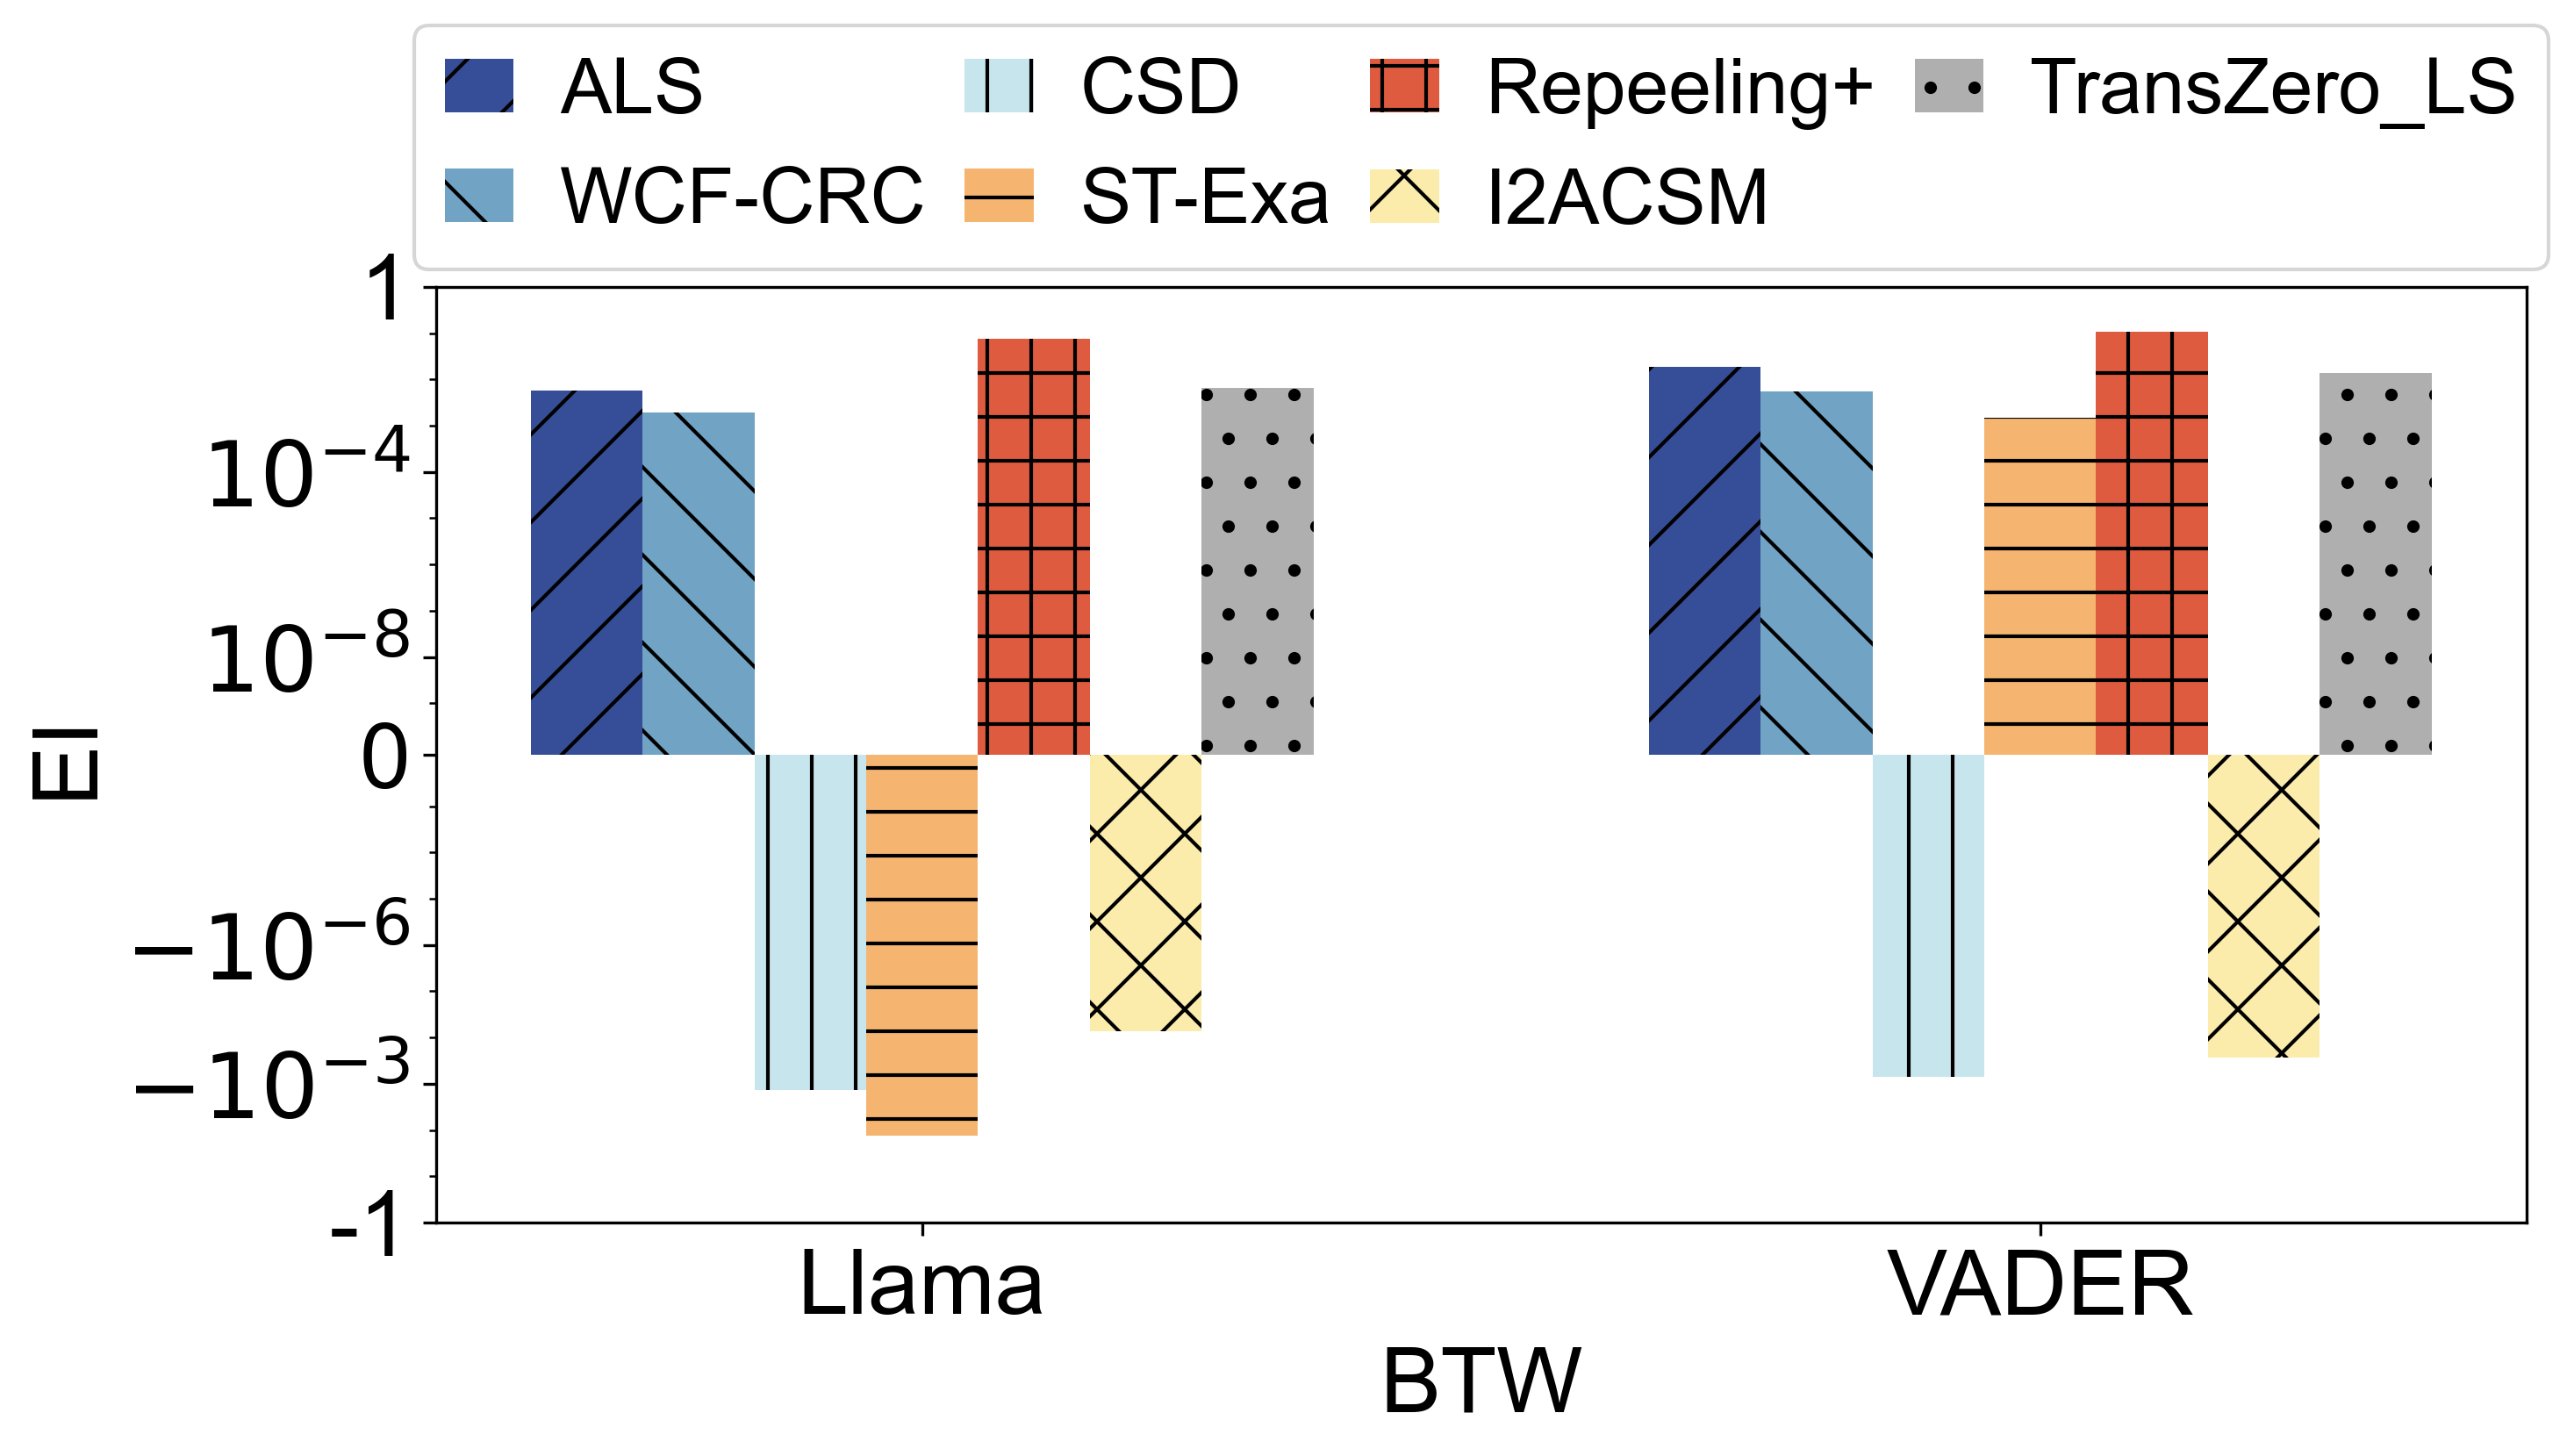 ALS CSD Repeeling+ TransZero_LS
WCF-CRC ST-Exa I2ACSM
1
10⁻⁴
10⁻⁸
0
−10⁻⁶
−10⁻³
-1
EI
Llama VADER
BTW